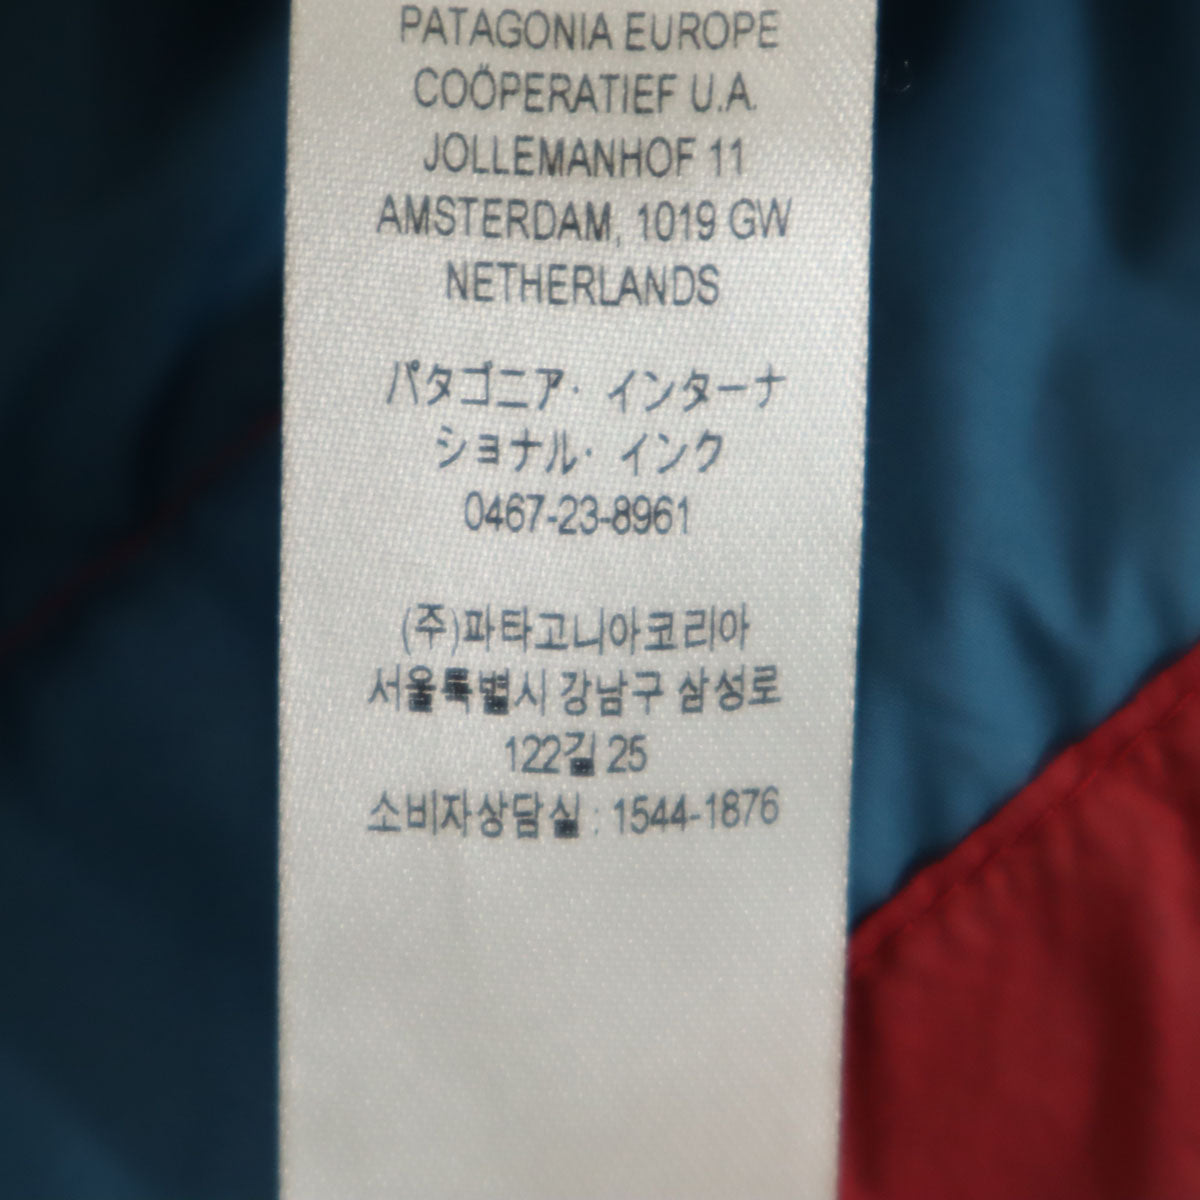 PATAGONIA EUROPE
COÖPERATIEF U.A.
JOLLEMANHOF 11
AMSTERDAM, 1019 GW
NETHERLANDS
パタゴニア・インターナ
ショナル・インク
0467-23-8961
(주)파타고니아코리아
서울특별시 강남구 삼성로
122길 25
소비자상담실 : 1544-1876